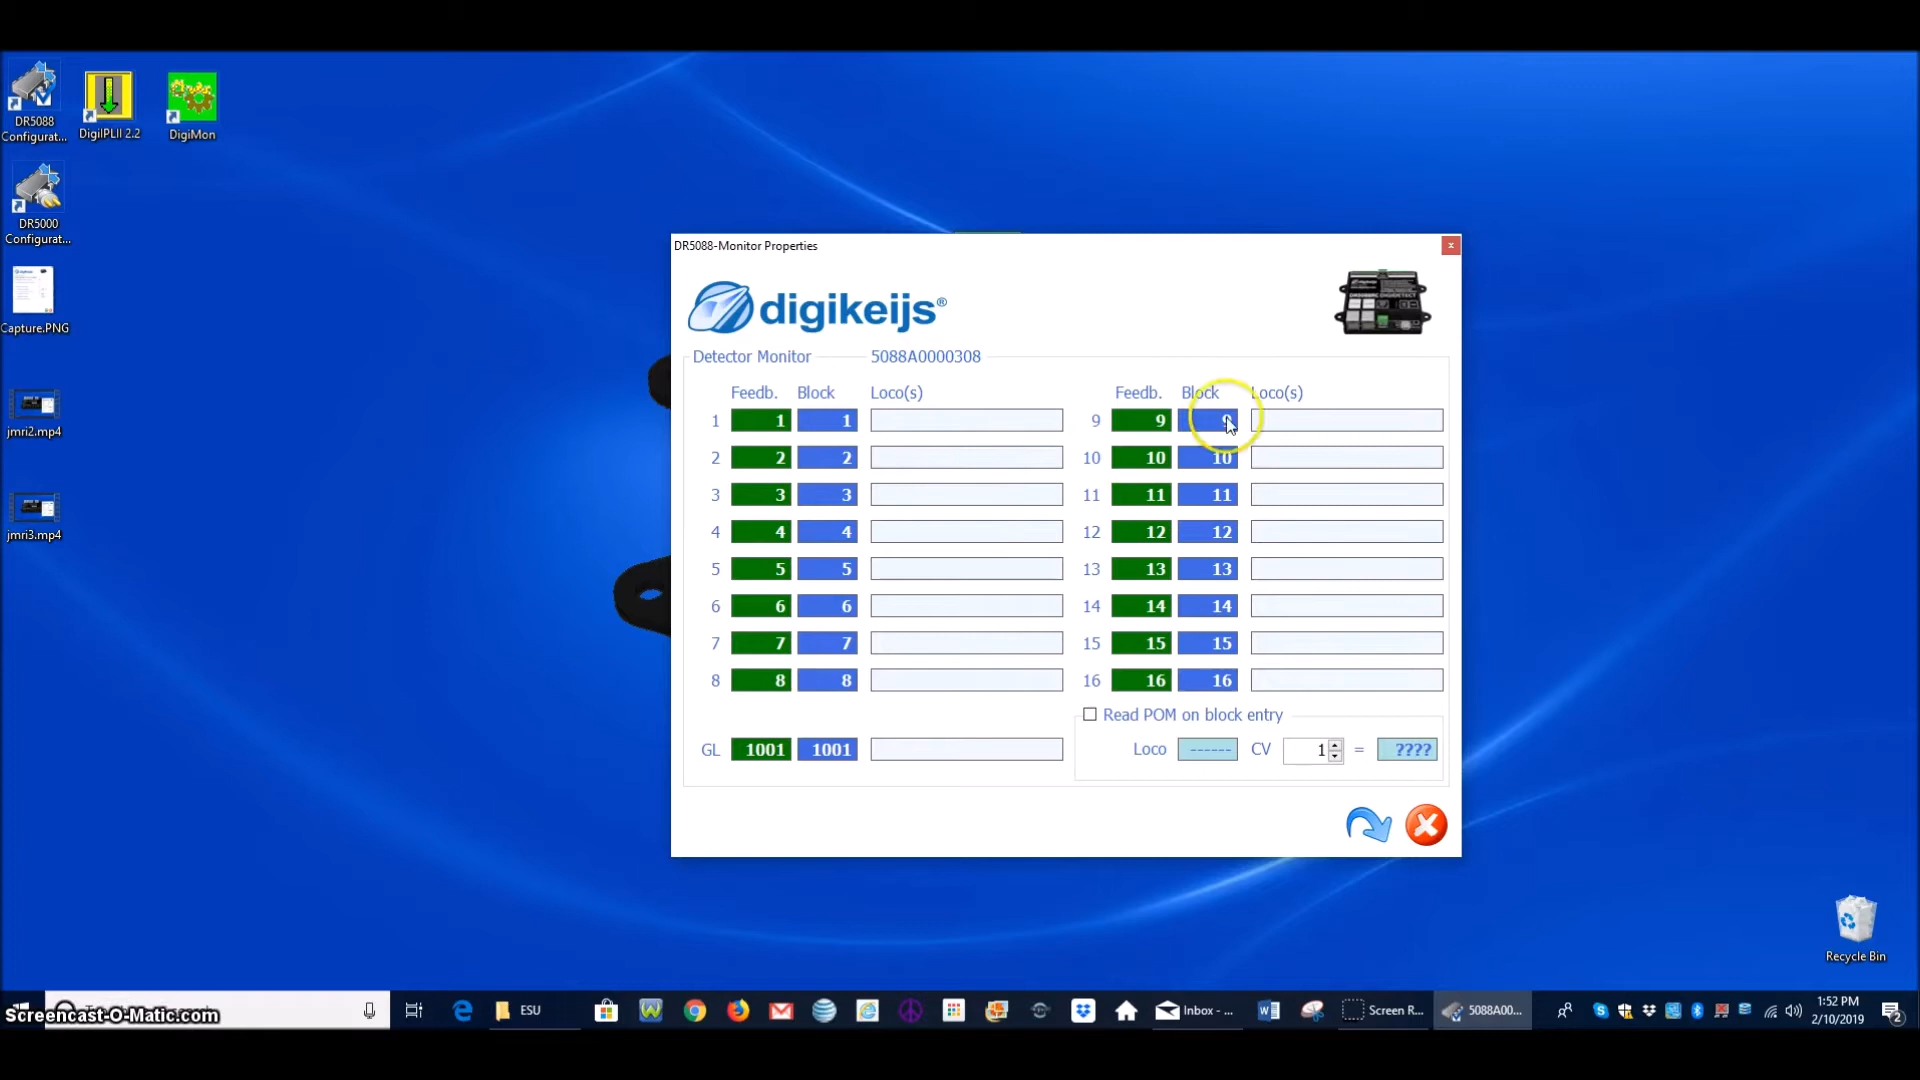 DR5088
Configurat...
DigiIPLII 2.2
DigiMon
DR5000
Configurat...
Capture.PNG
jmri2.mp4
jmri3.mp4
DR5088-Monitor Properties
x
digikeijs®
Detector Monitor 5088A0000308
Feedb. Block Loco(s) Feedb. Block Loco(s)
1 1 1 9 9 9
2 2 2 10 10 10
3 3 3 11 11 11
4 4 4 12 12 12
5 5 5 13 13 13
6 6 6 14 14 14
7 7 7 15 15 15
8 8 8 16 16 16
Read POM on block entry
GL 1001 1001 Loco ------ CV 1 = ????
Recycle Bin
Screencast-O-Matic.com
ESU
Inbox - ...
Screen R...
5088A00...
1:52 PM
2/10/2019
2